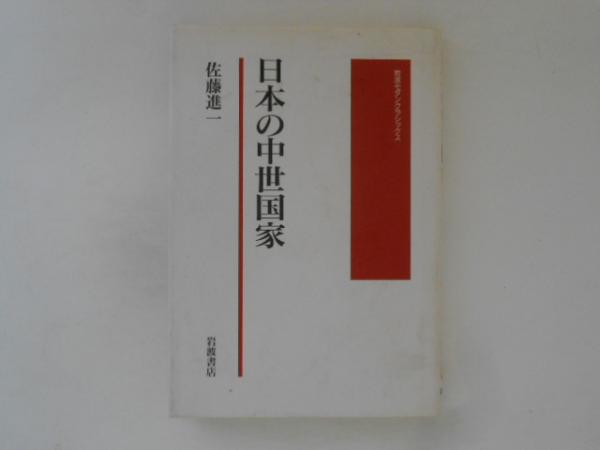 岩波モダンクラシックス
日本の中世国家
佐藤進一
岩波書店